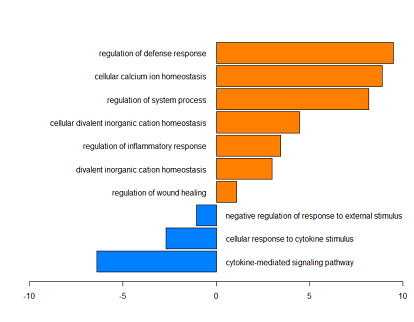 regulation of defense response
cellular calcium ion homeostasis
regulation of system process
cellular divalent inorganic cation homeostasis
regulation of inflammatory response
divalent inorganic cation homeostasis
regulation of wound healing
negative regulation of response to external stimulus
cellular response to cytokine stimulus
cytokine-mediated signaling pathway
-10 -5 0 5 10